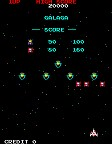 1UP HIGH SCORE
20000
GALAGA
— SCORE —
50 100
80 160
CREDIT 0